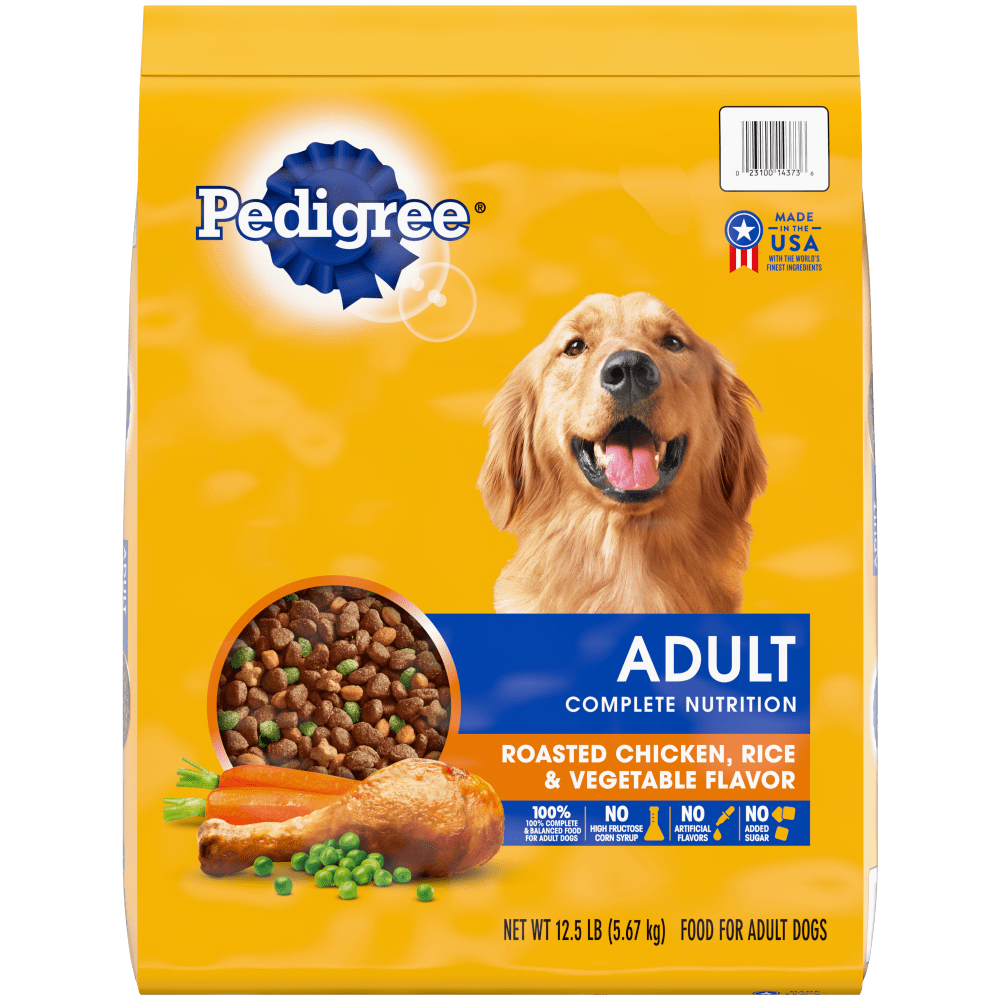 Pedigree®
0 23100 14373 6
MADE
IN THE
USA
WITH THE WORLD'S
FINEST INGREDIENTS
ADULT
ADULT
ADULT
COMPLETE NUTRITION
ROASTED CHICKEN, RICE
& VEGETABLE FLAVOR
100%
100% COMPLETE
& BALANCED FOOD
FOR ADULT DOGS
NO
HIGH FRUCTOSE
CORN SYRUP
NO
ARTIFICIAL
FLAVORS
NO
ADDED
SUGAR
NET WT 12.5 LB (5.67 kg) FOOD FOR ADULT DOGS